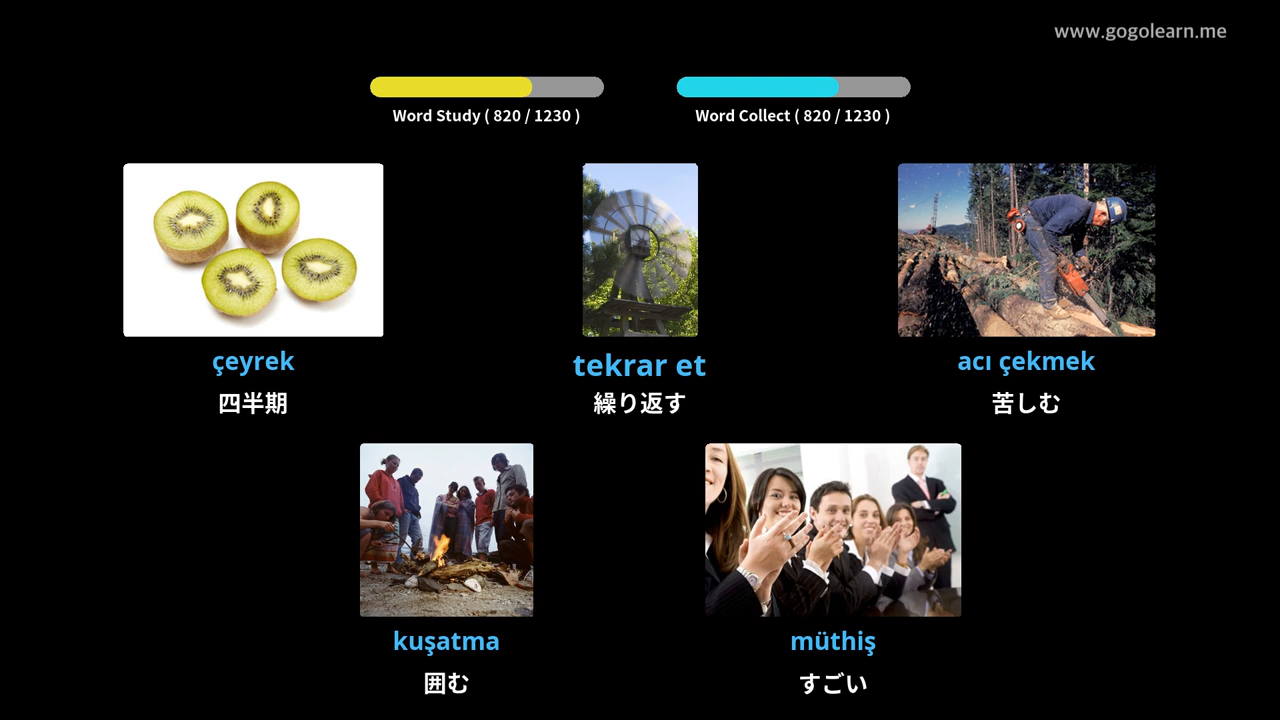 www.gogolearn.me
Word Study ( 820 / 1230 )
Word Collect ( 820 / 1230 )
çeyrek
四半期
tekrar et
繰り返す
acı çekmek
苦しむ
kuşatma
囲む
müthiş
すごい